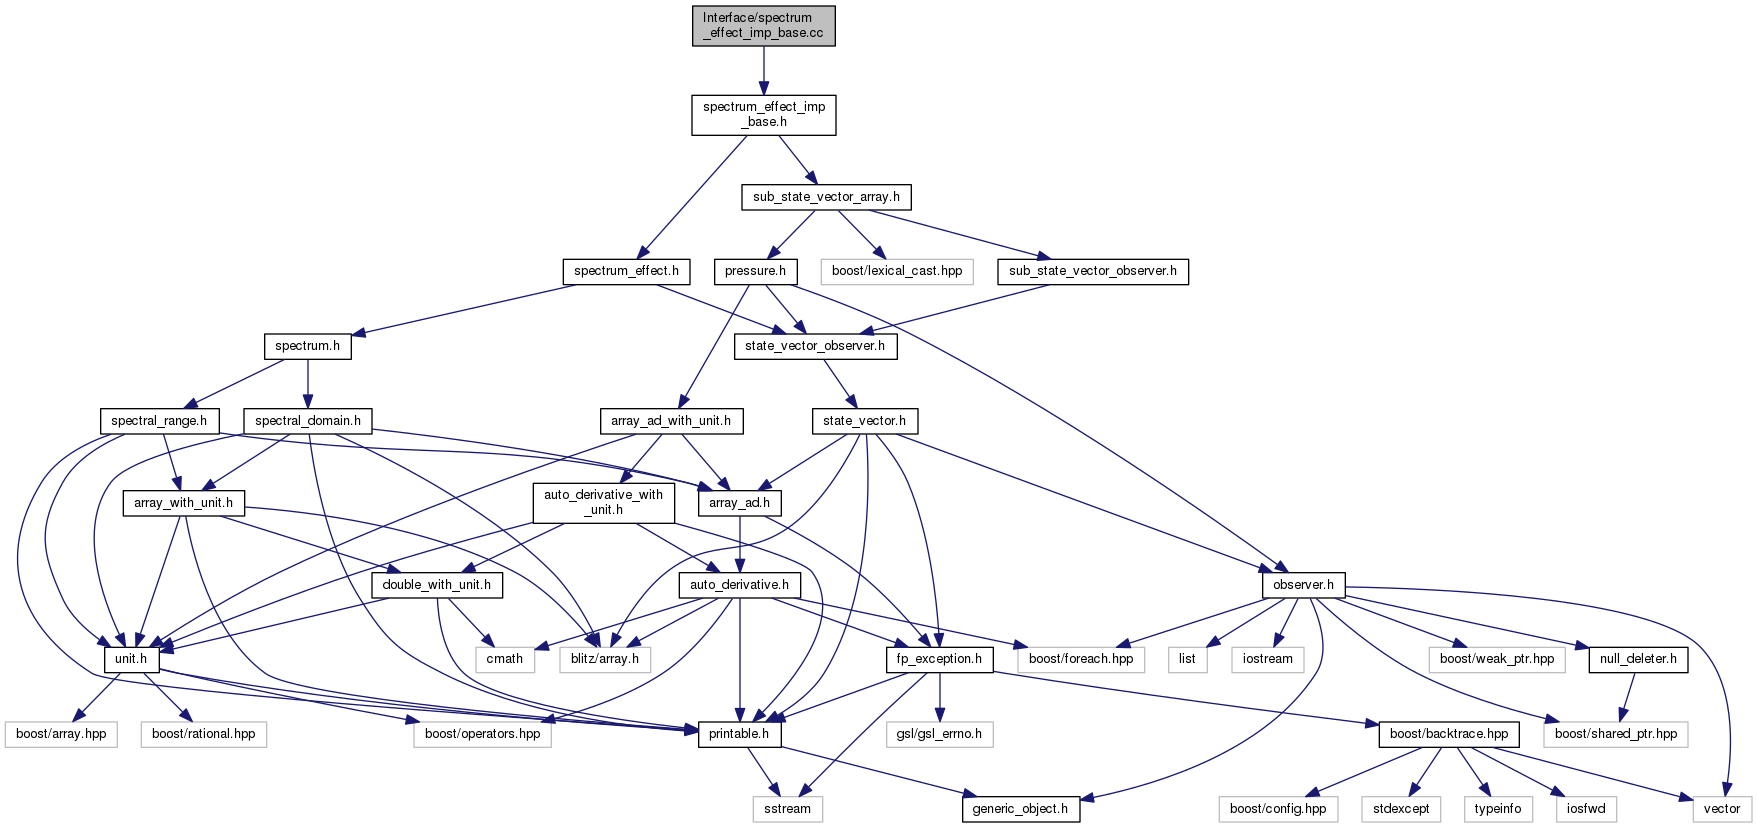 Interface/spectrum
_effect_imp_base.cc
spectrum_effect_imp
_base.h
sub_state_vector_array.h
spectrum_effect.h
pressure.h
boost/lexical_cast.hpp
sub_state_vector_observer.h
spectrum.h
state_vector_observer.h
spectral_range.h
spectral_domain.h
array_ad_with_unit.h
state_vector.h
array_with_unit.h
auto_derivative_with
_unit.h
array_ad.h
double_with_unit.h
auto_derivative.h
observer.h
unit.h
cmath
blitz/array.h
fp_exception.h
boost/foreach.hpp
list
iostream
boost/weak_ptr.hpp
null_deleter.h
boost/array.hpp
boost/rational.hpp
boost/operators.hpp
printable.h
gsl/gsl_errno.h
boost/backtrace.hpp
boost/shared_ptr.hpp
sstream
generic_object.h
boost/config.hpp
stdexcept
typeinfo
iosfwd
vector